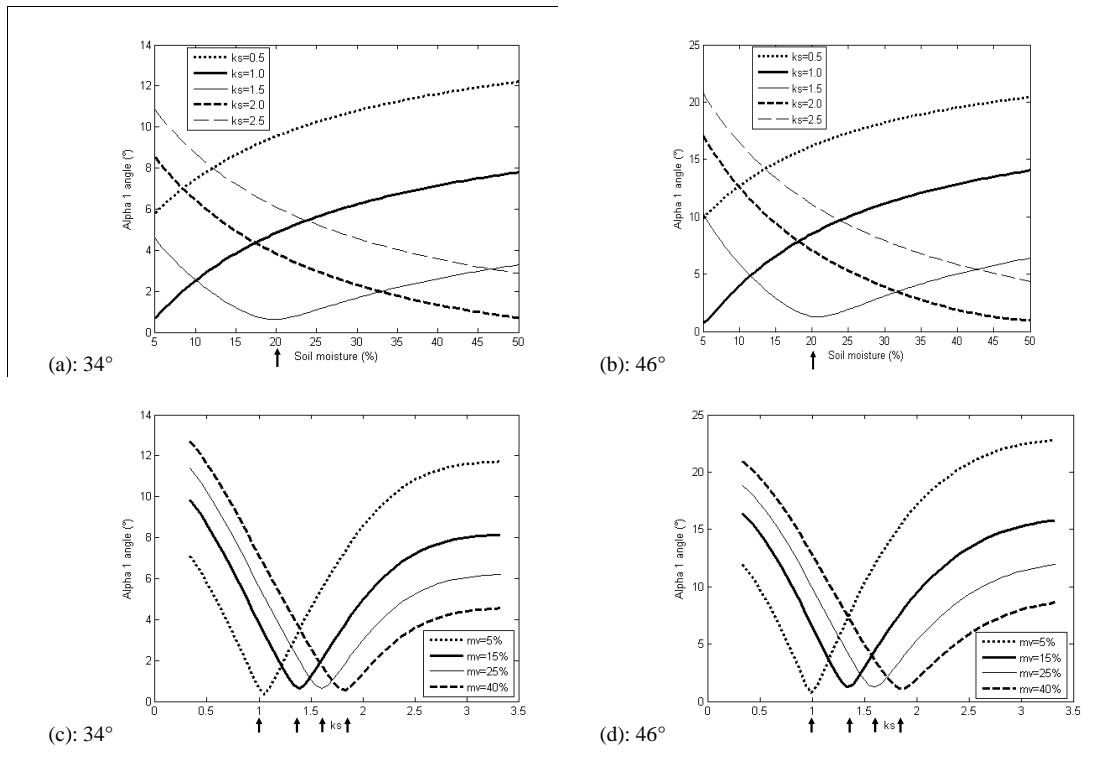 14
12
10
8
6
4
2
0
Alpha 1 angle (°)
ks=0.5
ks=1.0
ks=1.5
ks=2.0
ks=2.5
5 10 15 20 25 30 35 40 45 50
Soil moisture (%)
(a): 34°
25
20
15
10
5
0
Alpha 1 angle (°)
ks=0.5
ks=1.0
ks=1.5
ks=2.0
ks=2.5
5 10 15 20 25 30 35 40 45 50
Soil moisture (%)
(b): 46°
14
12
10
8
6
4
2
0
Alpha 1 angle (°)
mv=5%
mv=15%
mv=25%
mv=40%
0 0.5 1 1.5 2 2.5 3 3.5
ks
(c): 34°
25
20
15
10
5
0
Alpha 1 angle (°)
mv=5%
mv=15%
mv=25%
mv=40%
0 0.5 1 1.5 2 2.5 3 3.5
ks
(d): 46°